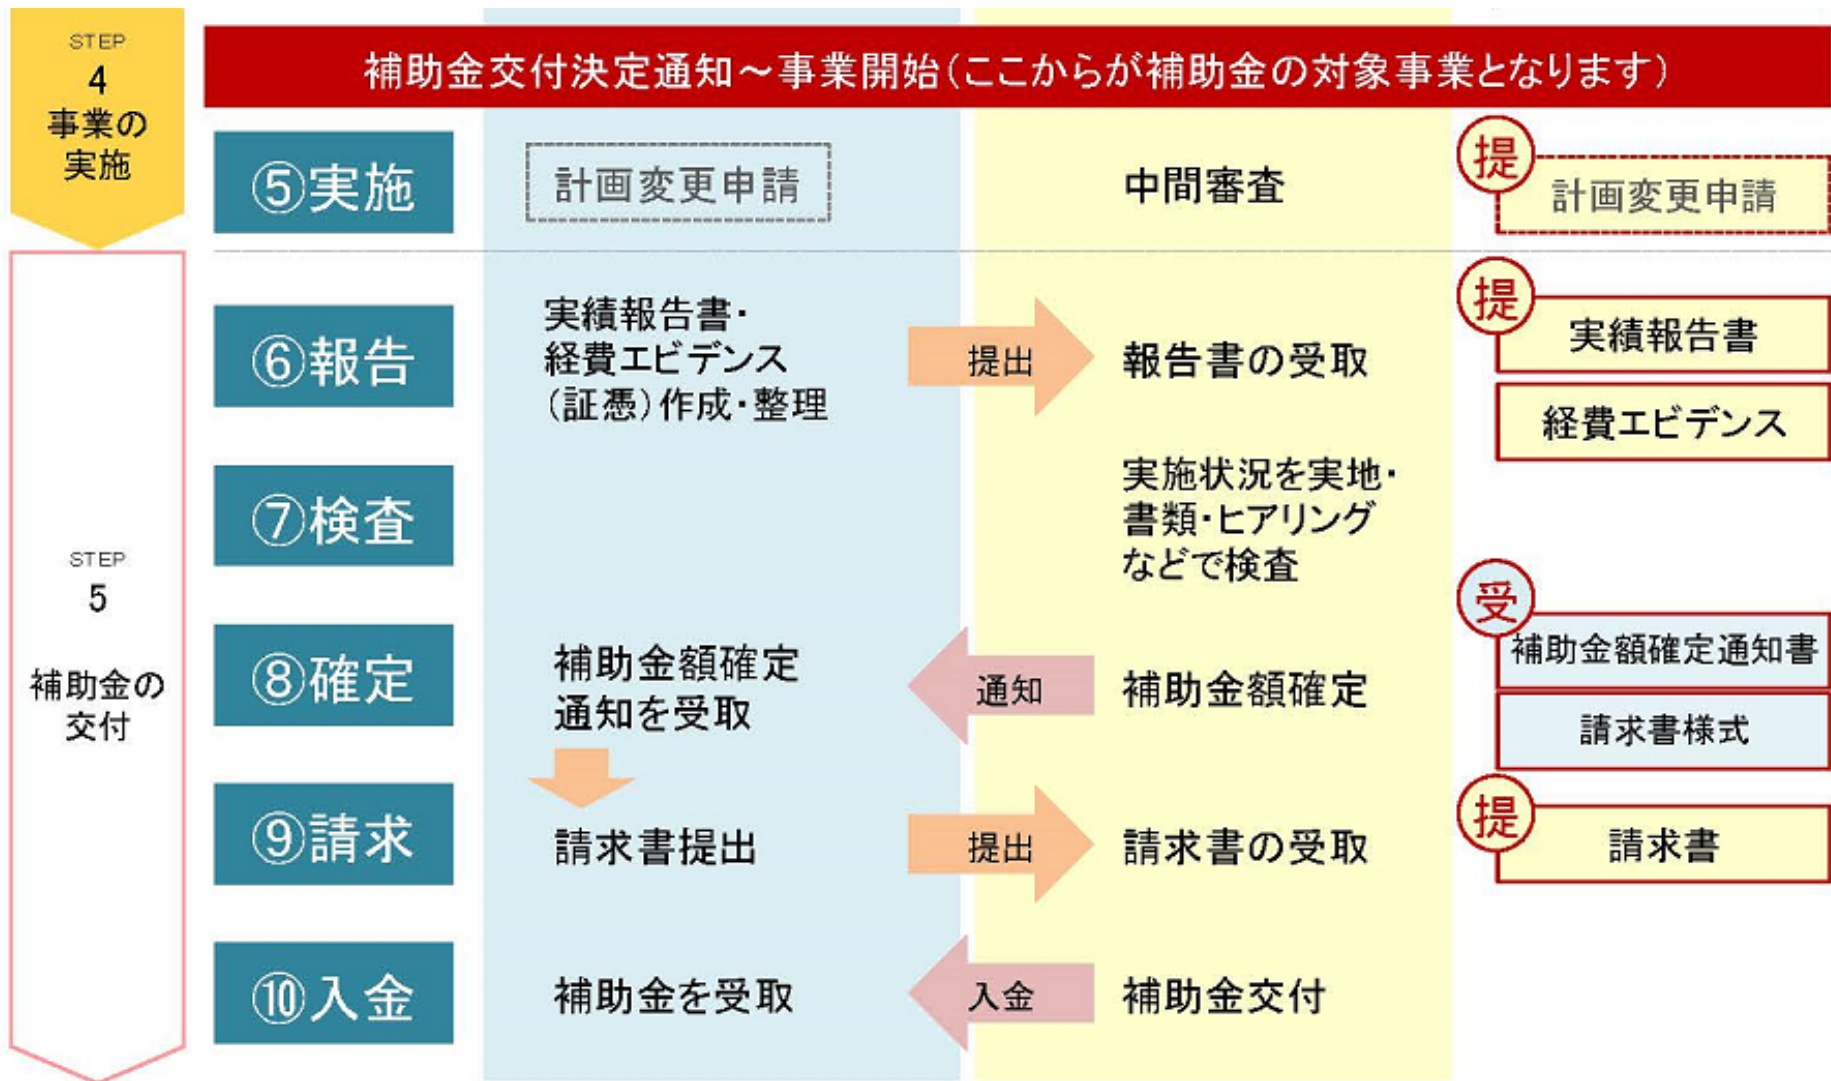 STEP
4
事業の
実施
補助金交付決定通知～事業開始（ここからが補助金の対象事業となります）
⑤実施
計画変更申請
中間審査
提
計画変更申請
STEP
5
補助金の
交付
⑥報告
実績報告書・
経費エビデンス
（証憑）作成・整理
提出
報告書の受取
提
実績報告書
経費エビデンス
⑦検査
実施状況を実地・
書類・ヒアリング
などで検査
⑧確定
補助金額確定
通知を受取
通知
補助金額確定
受
補助金額確定通知書
請求書様式
⑨請求
請求書提出
提出
請求書の受取
提
請求書
⑩入金
補助金を受取
入金
補助金交付